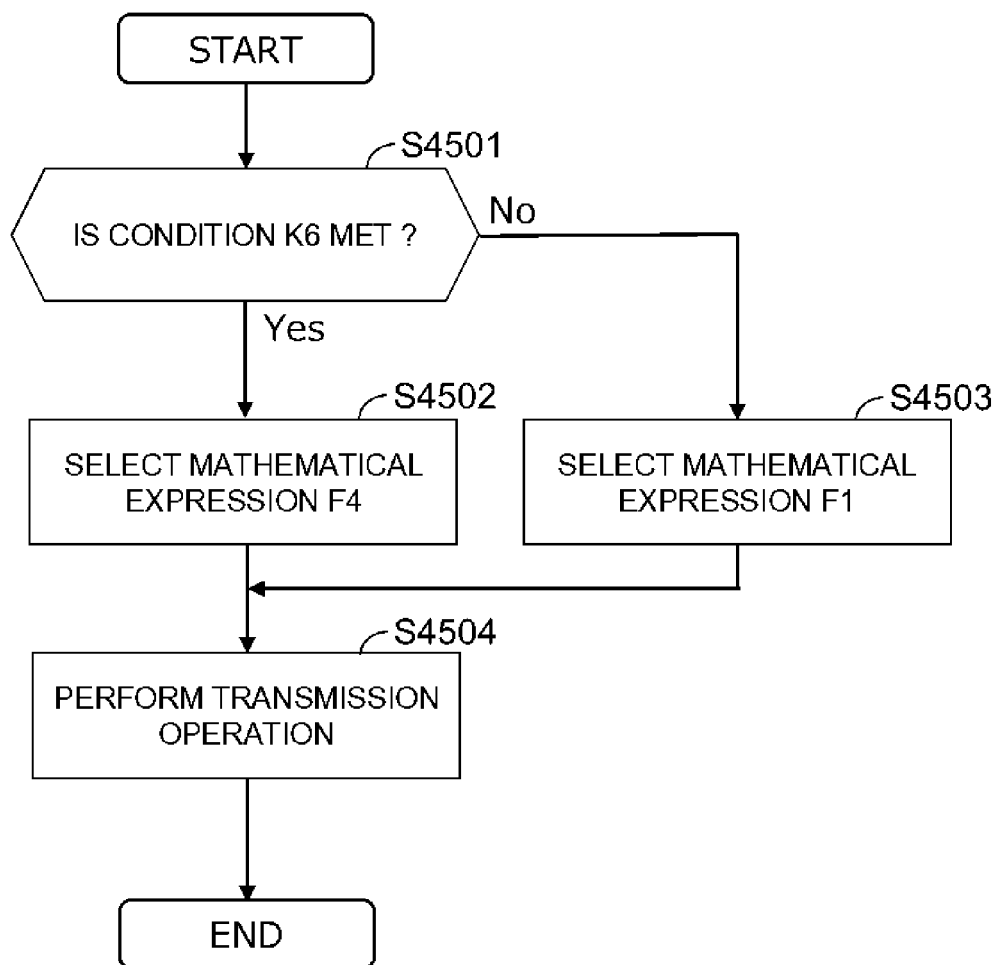 START
S4501
IS CONDITION K6 MET ?
No
Yes
S4502
SELECT MATHEMATICAL
EXPRESSION F4
S4503
SELECT MATHEMATICAL
EXPRESSION F1
S4504
PERFORM TRANSMISSION
OPERATION
END